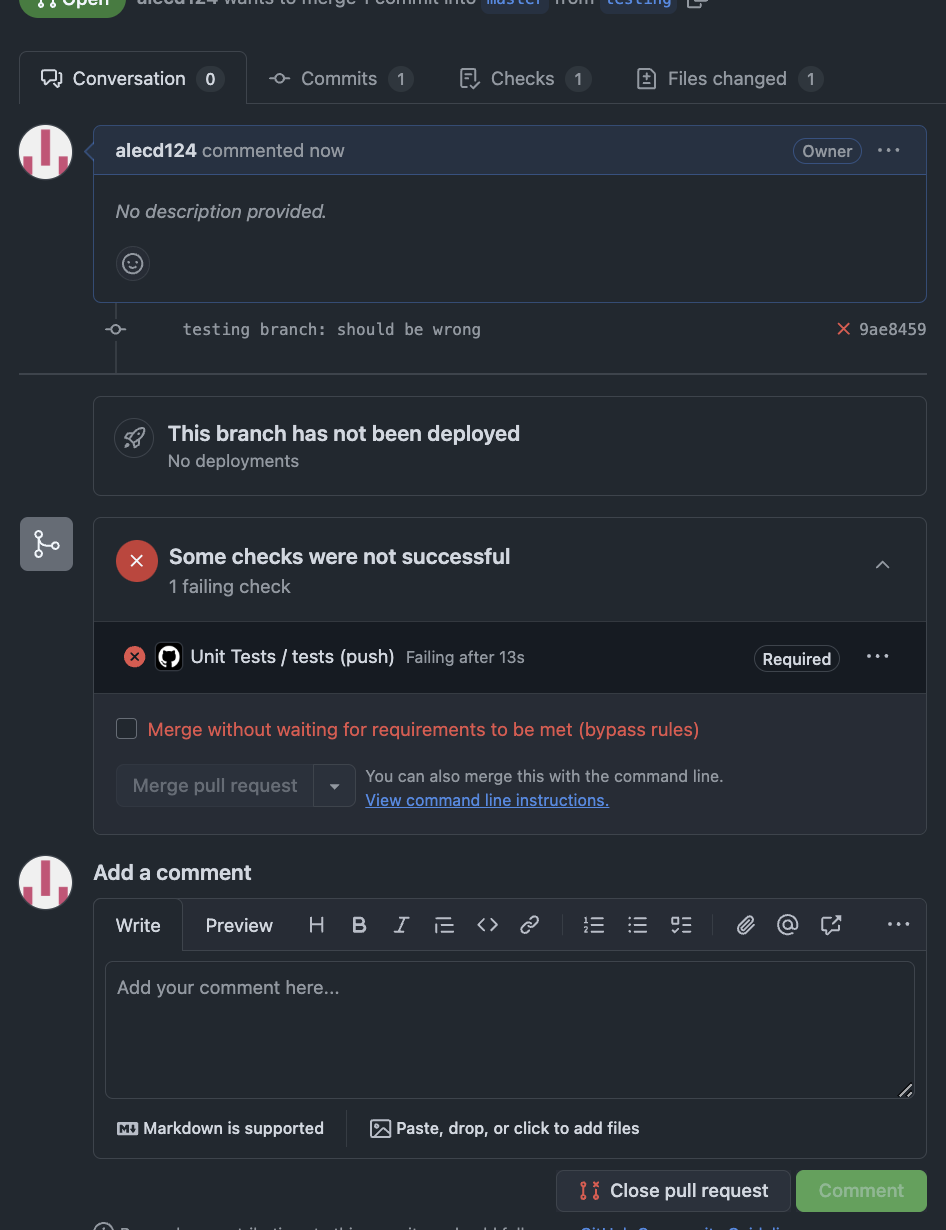 Open alecd124 wants to merge 1 commit into master from testing
Conversation 0 Commits 1 Checks 1 Files changed 1
alecd124 commented now Owner
No description provided.
testing branch: should be wrong 9ae8459
This branch has not been deployed
No deployments
Some checks were not successful
1 failing check
Unit Tests / tests (push) Failing after 13s Required
Merge without waiting for requirements to be met (bypass rules)
Merge pull request You can also merge this with the command line.
View command line instructions.
Add a comment
Write Preview
Add your comment here...
Markdown is supported Paste, drop, or click to add files
Close pull request Comment